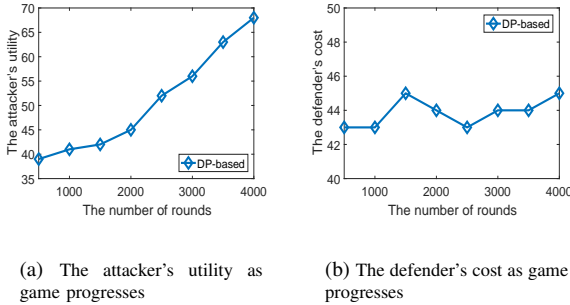 70
65
60
55
50
45
40
35
The attacker's utility
DP-based
1000 2000 3000 4000
The number of rounds
(a) The attacker's utility as
game progresses
50
48
46
44
42
40
The defender's cost
DP-based
1000 2000 3000 4000
The number of rounds
(b) The defender's cost as game
progresses